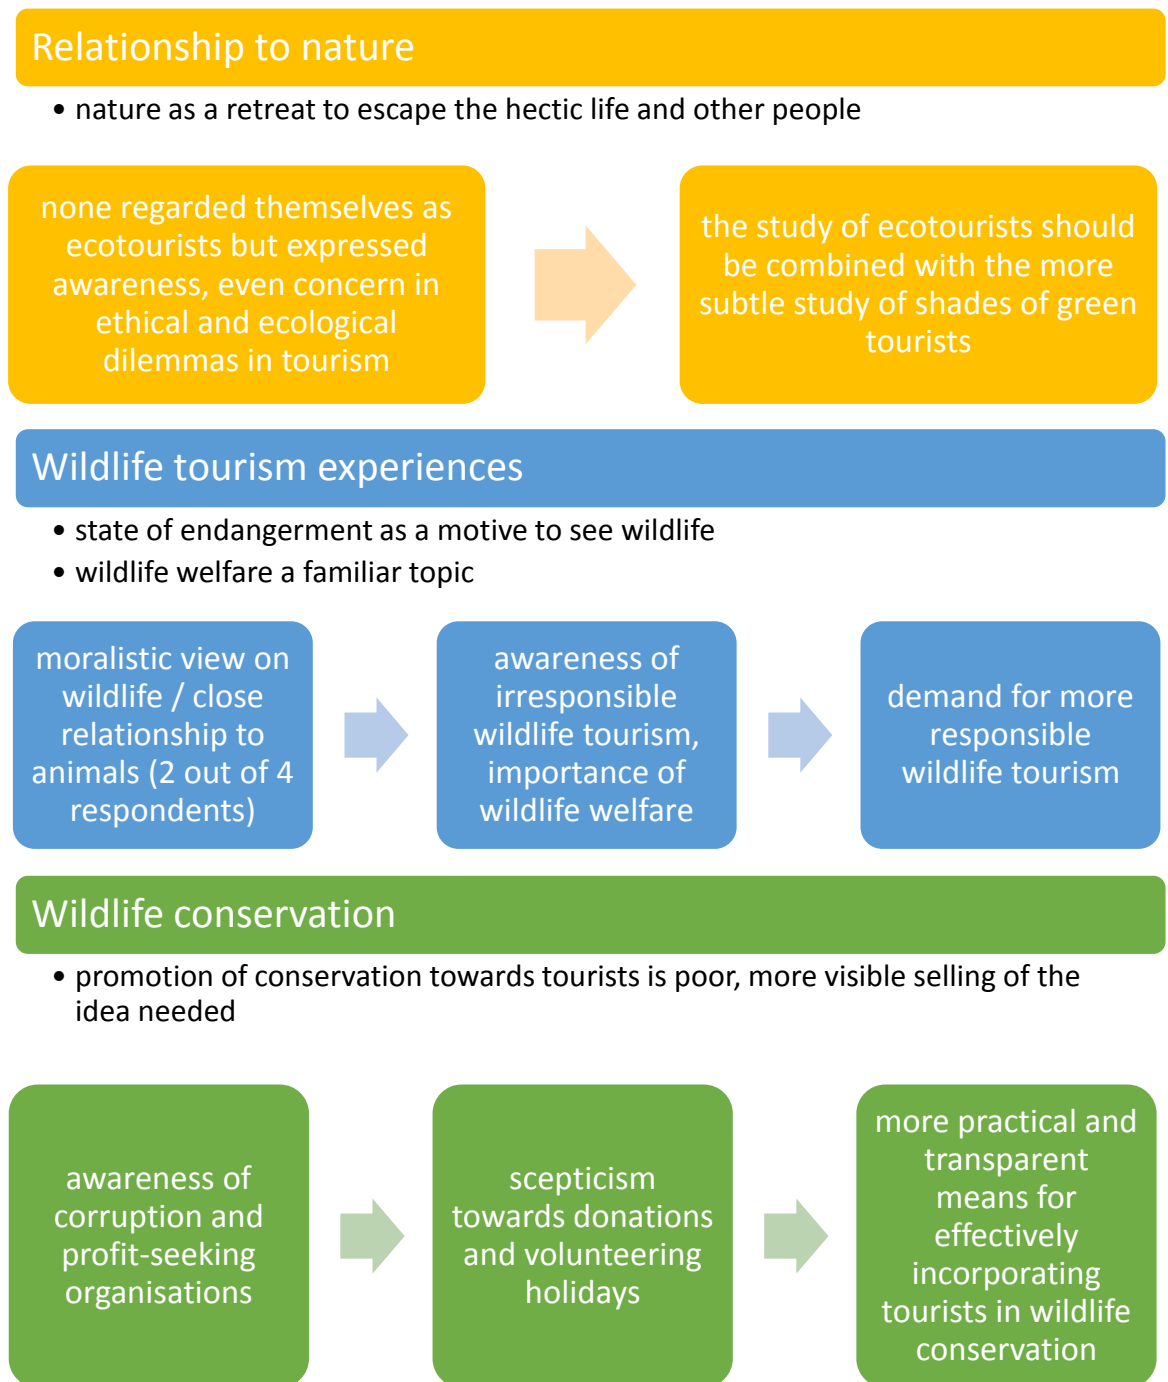 Relationship to nature
• nature as a retreat to escape the hectic life and other people
none regarded themselves as
ecotourists but expressed
awareness, even concern in
ethical and ecological
dilemmas in tourism
the study of ecotourists should
be combined with the more
subtle study of shades of green
tourists
Wildlife tourism experiences
• state of endangerment as a motive to see wildlife
• wildlife welfare a familiar topic
moralistic view on
wildlife / close
relationship to
animals (2 out of 4
respondents)
awareness of
irresponsible
wildlife tourism,
importance of
wildlife welfare
demand for more
responsible
wildlife tourism
Wildlife conservation
• promotion of conservation towards tourists is poor, more visible selling of the
idea needed
awareness of
corruption and
profit-seeking
organisations
scepticism
towards donations
and volunteering
holidays
more practical and
transparent
means for
effectively
incorporating
tourists in wildlife
conservation